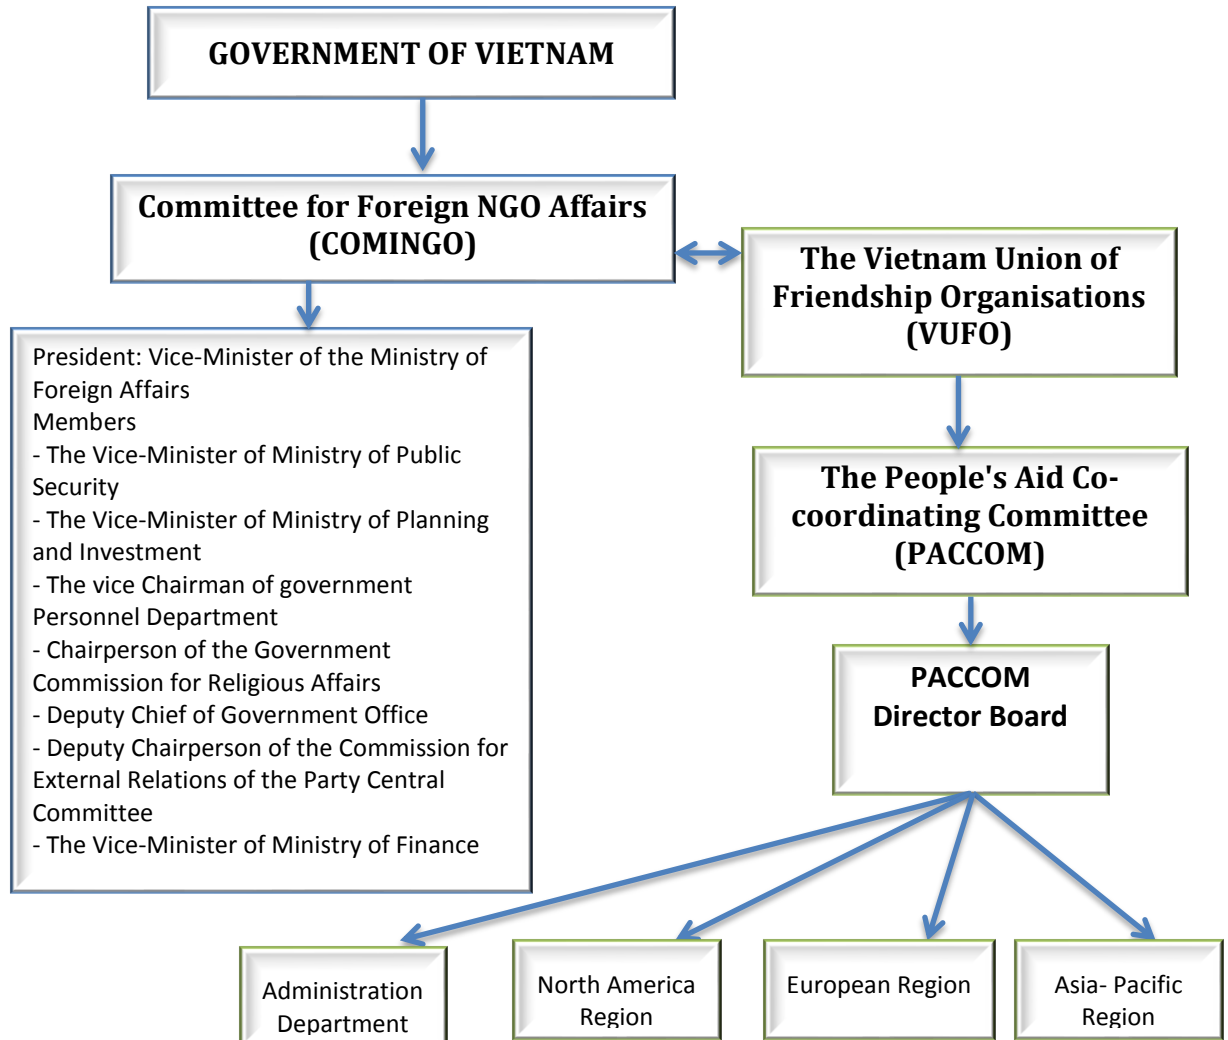 GOVERNMENT OF VIETNAM
Committee for Foreign NGO Affairs
(COMINGO)
The Vietnam Union of
Friendship Organisations
(VUFO)
President: Vice-Minister of the Ministry of
Foreign Affairs
Members
- The Vice-Minister of Ministry of Public
Security
- The Vice-Minister of Ministry of Planning
and Investment
- The vice Chairman of government
Personnel Department
- Chairperson of the Government
Commission for Religious Affairs
- Deputy Chief of Government Office
- Deputy Chairperson of the Commission for
External Relations of the Party Central
Committee
- The Vice-Minister of Ministry of Finance
The People's Aid Co-
coordinating Committee
(PACCOM)
PACCOM
Director Board
Administration
Department
North America
Region
European Region
Asia- Pacific
Region